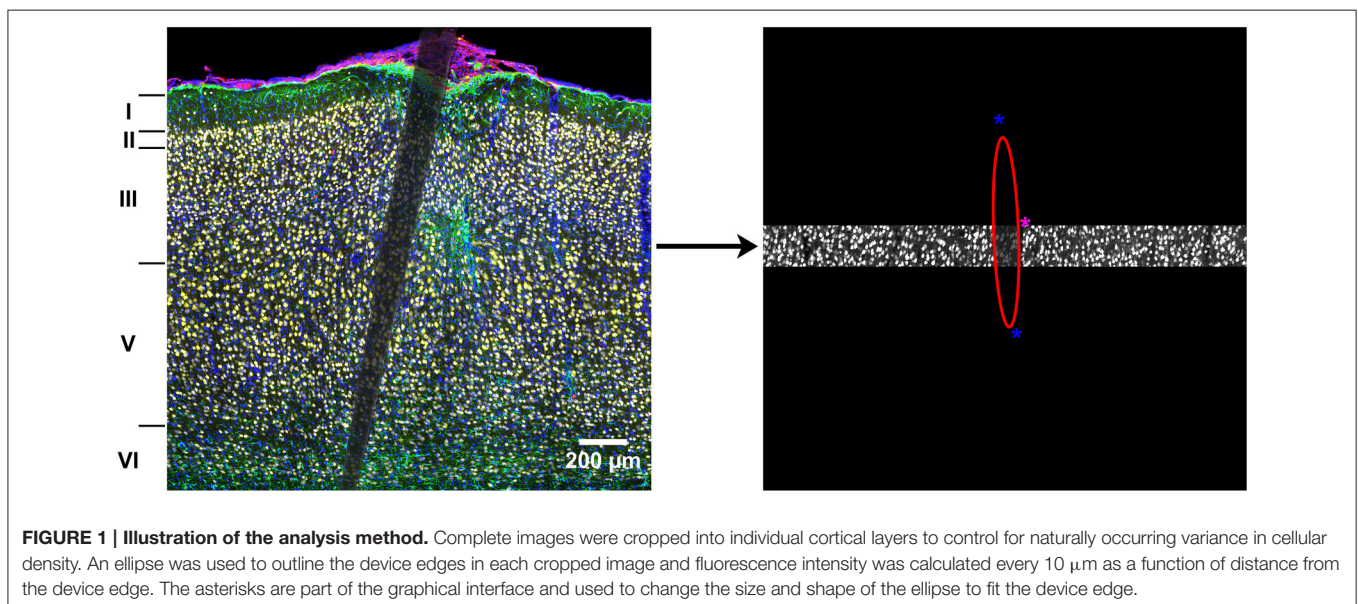 I
II
III
V
VI
200 μm
*
*
*
FIGURE 1 | Illustration of the analysis method. Complete images were cropped into individual cortical layers to control for naturally occurring variance in cellular
density. An ellipse was used to outline the device edges in each cropped image and fluorescence intensity was calculated every 10 μm as a function of distance from
the device edge. The asterisks are part of the graphical interface and used to change the size and shape of the ellipse to fit the device edge.